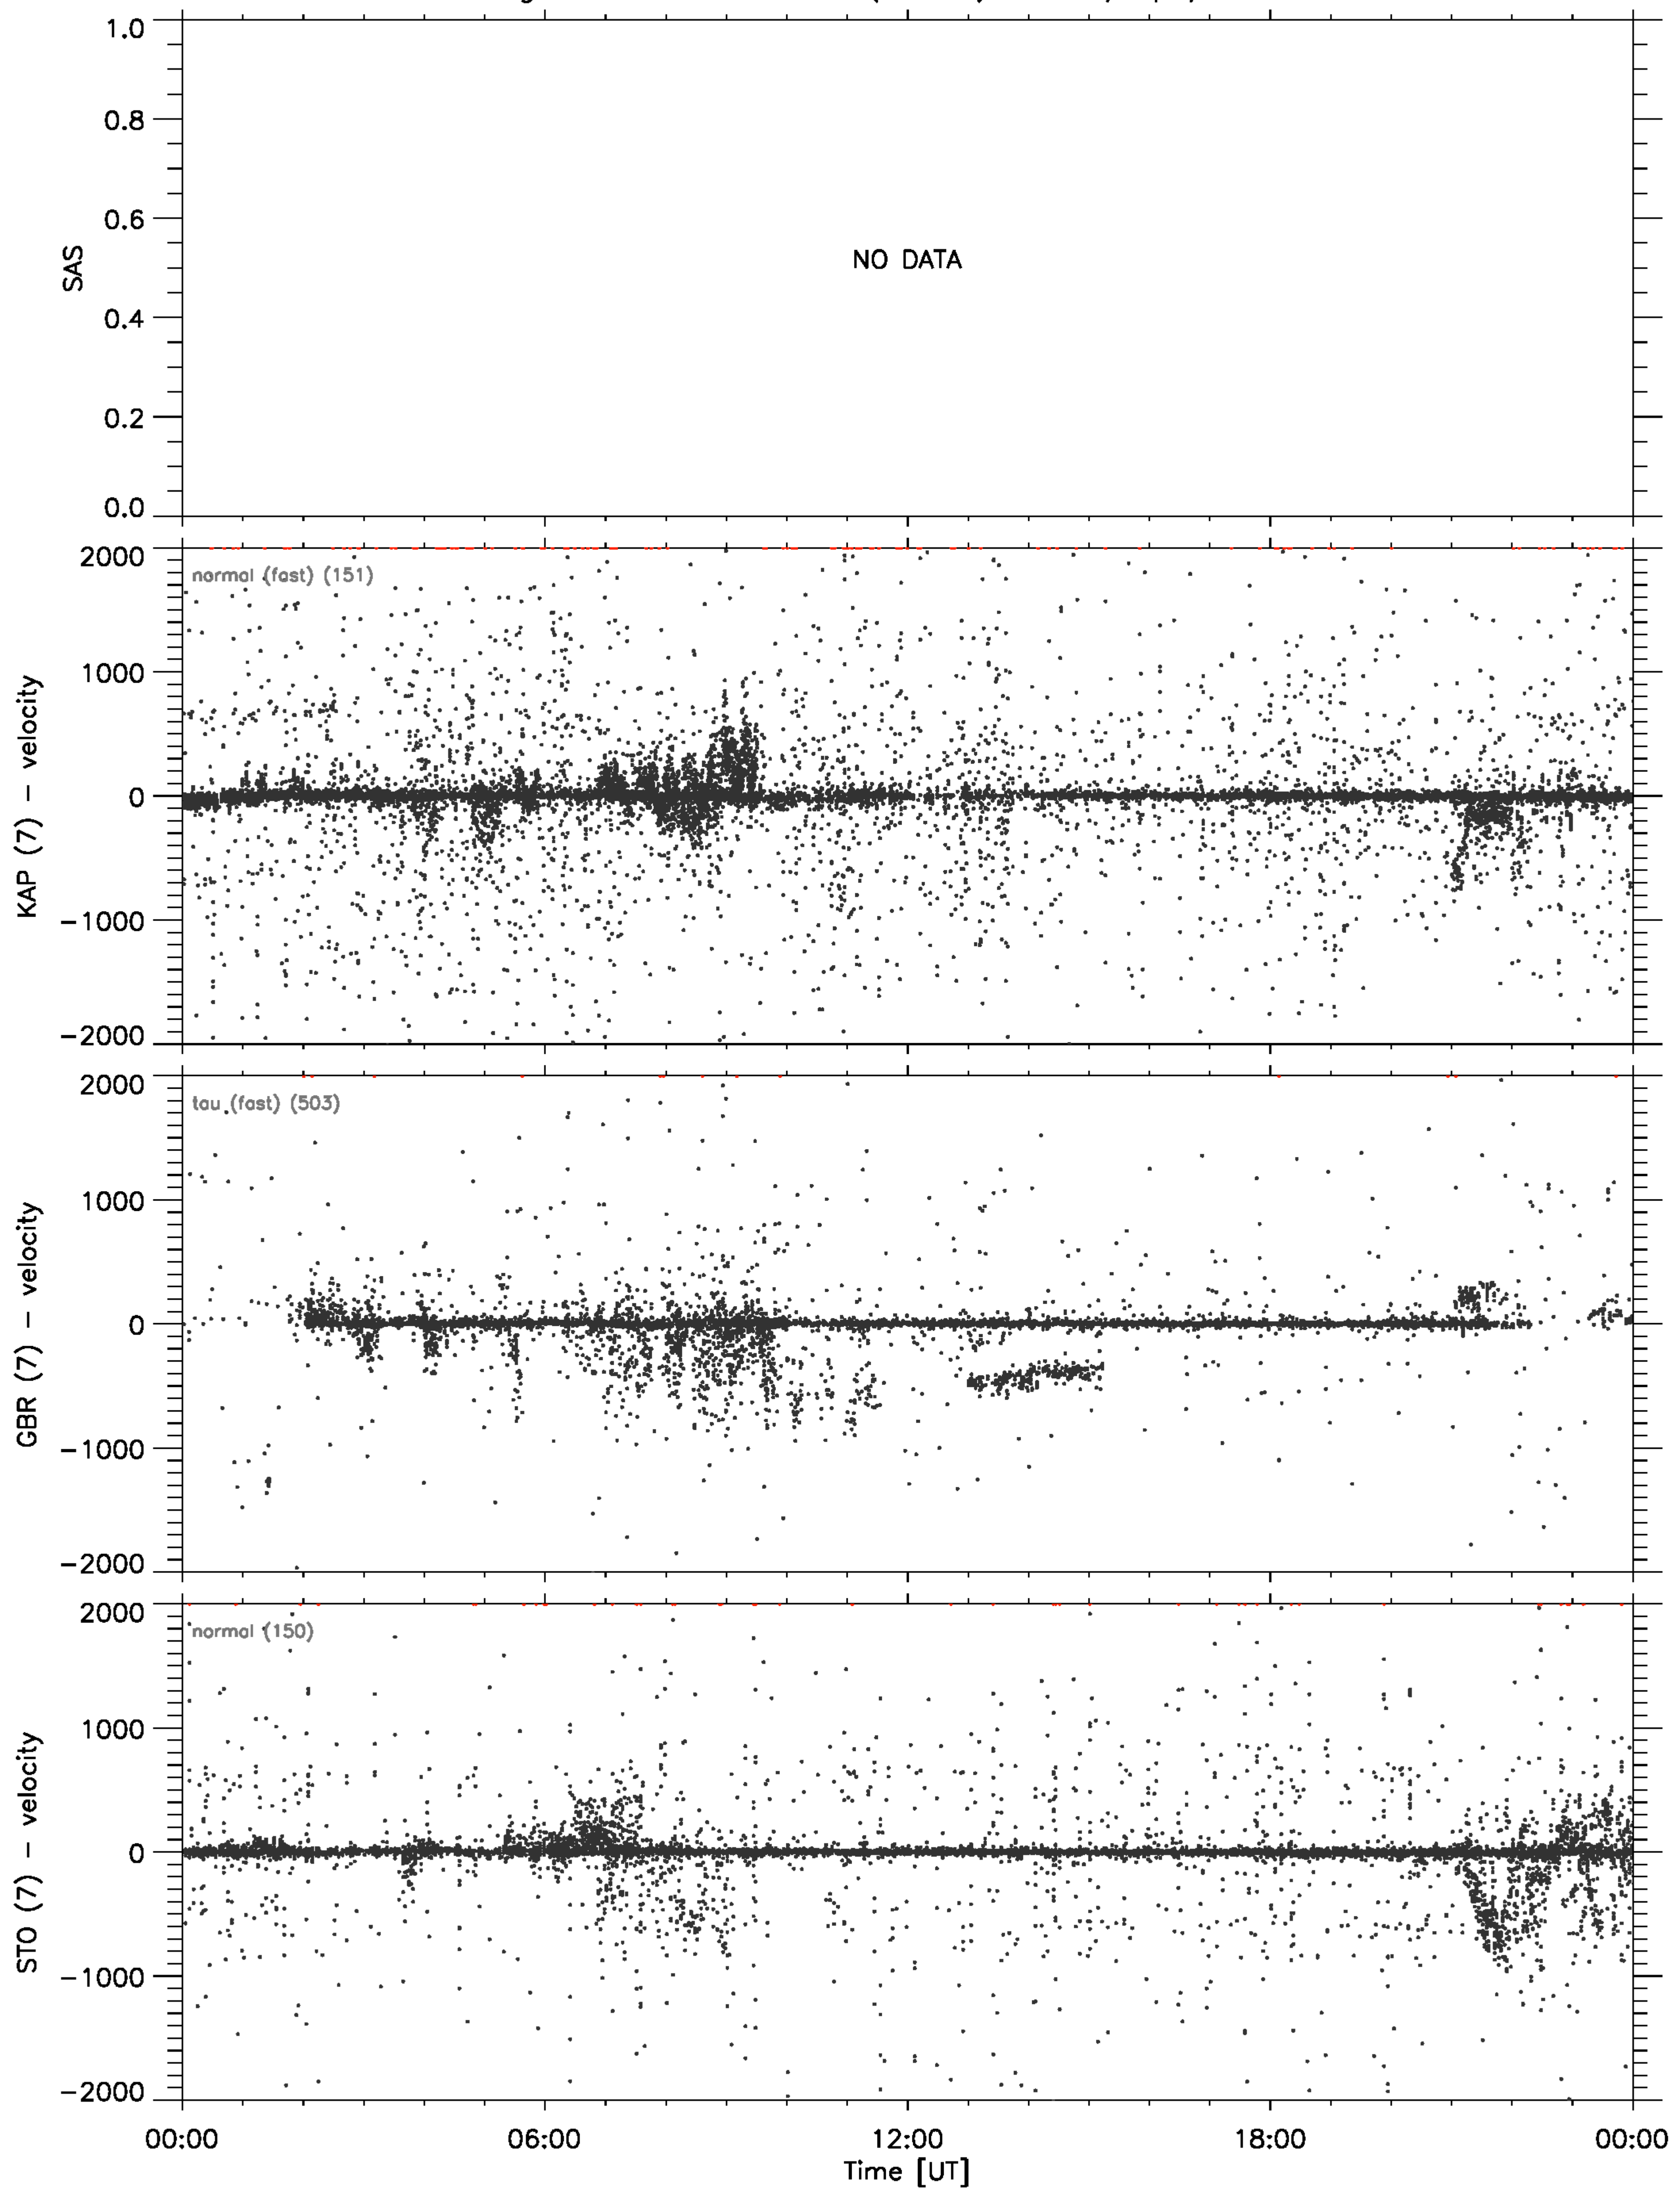 1.0
0.8
0.6
0.4
0.2
0.0
SAS
NO DATA
2000
1000
0
−1000
−2000
KAP (7) − velocity
normal (fast) (151)
2000
1000
0
−1000
−2000
GBR (7) − velocity
tau (fast) (503)
2000
1000
0
−1000
−2000
STO (7) − velocity
normal (150)
00:00 06:00 12:00 18:00 00:00
Time [UT]